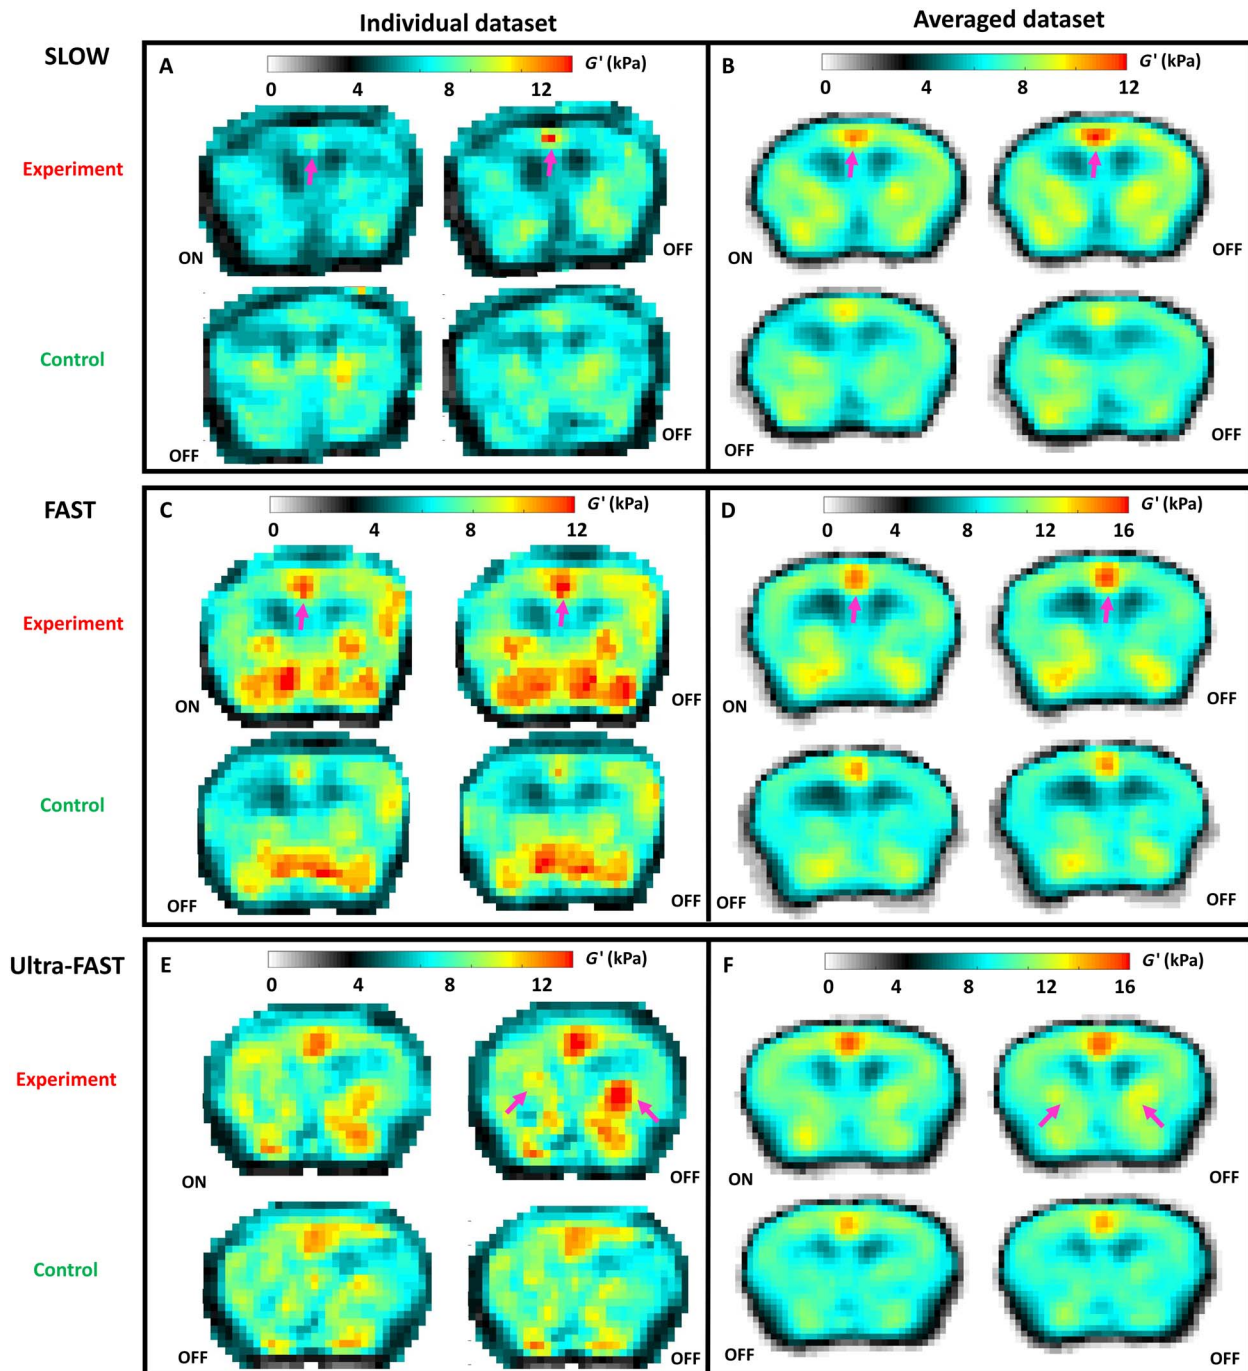 Individual dataset
Averaged dataset
SLOW
A
G' (kPa)
0 4 8 12
B
G' (kPa)
0 4 8 12
Experiment
ON
OFF
ON
OFF
Control
OFF
OFF
OFF
OFF
FAST
C
G' (kPa)
0 4 8 12
D
G' (kPa)
0 4 8 12 16
Experiment
ON
OFF
ON
OFF
Control
OFF
OFF
OFF
OFF
Ultra-FAST
E
G' (kPa)
0 4 8 12
F
G' (kPa)
0 4 8 12 16
Experiment
ON
OFF
ON
OFF
Control
OFF
OFF
OFF
OFF